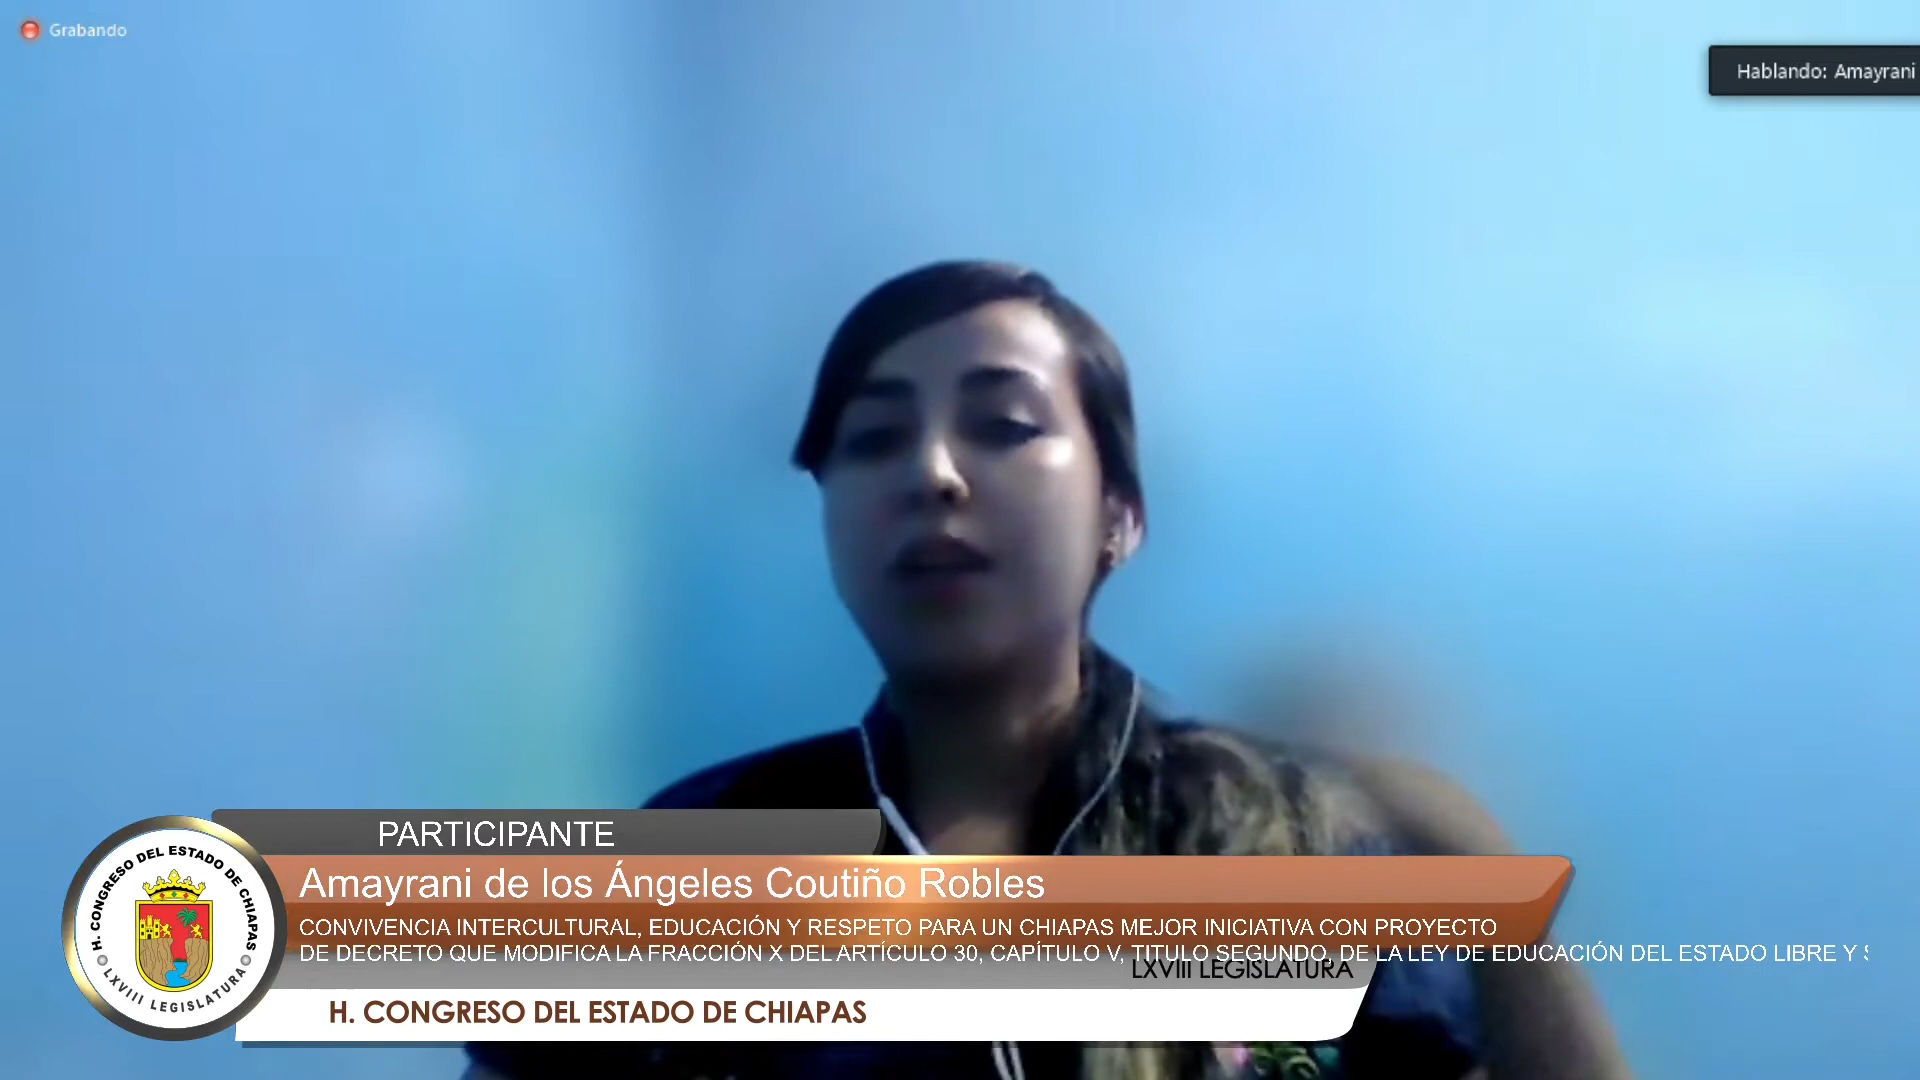 Grabando
Hablando: Amayrani
PARTICIPANTE
Amayrani de los Ángeles Coutiño Robles
CONVIVENCIA INTERCULTURAL, EDUCACIÓN Y RESPETO PARA UN CHIAPAS MEJOR INICIATIVA CON PROYECTO
DE DECRETO QUE MODIFICA LA FRACCIÓN X DEL ARTÍCULO 30, CAPÍTULO V, TITULO SEGUNDO, DE LA LEY DE EDUCACIÓN DEL ESTADO LIBRE Y
LXVIII LEGISLATURA
H. CONGRESO DEL ESTADO DE CHIAPAS
H. CONGRESO DEL ESTADO DE CHIAPAS
LXVIII LEGISLATURA